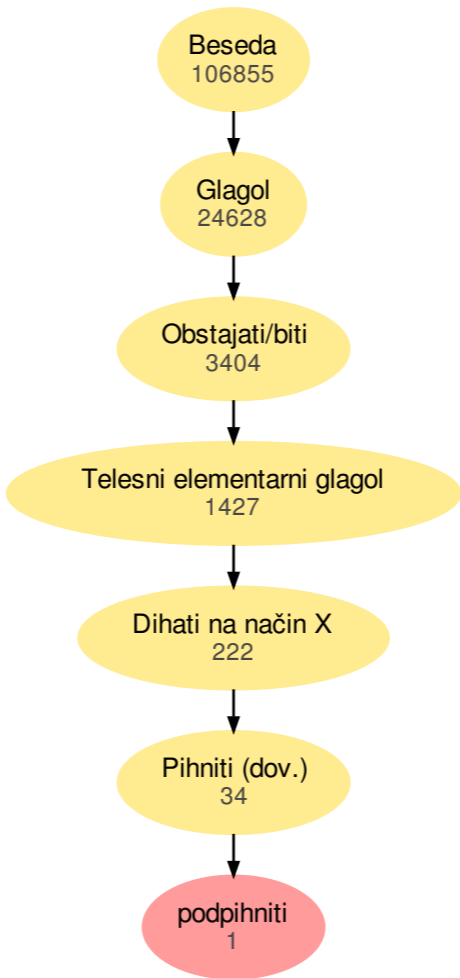 Beseda
106855
Glagol
24628
Obstajati/biti
3404
Telesni elementarni glagol
1427
Dihati na način X
222
Pihniti (dov.)
34
podpihniti
1